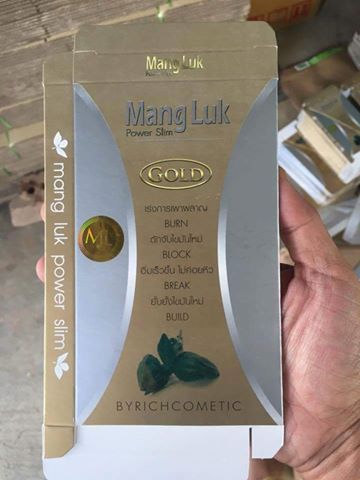 Mang Luk
Mang Luk
Power Slim
GOLD
เร่งการเผาผลาญ
BURN
ดักจับไขมันใหม่
BLOCK
อิ่มเร็วขึ้น ไม่ค่อยหิว
BREAK
ยับยั้งไขมันใหม่
BUILD
BYRICHCOMETIC
mang luk power slim